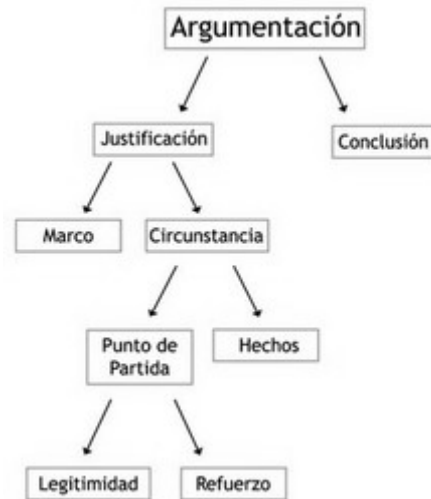 Argumentación
Justificación
Conclusión
Marco
Circunstancia
Punto de
Partida
Hechos
Legitimidad
Refuerzo